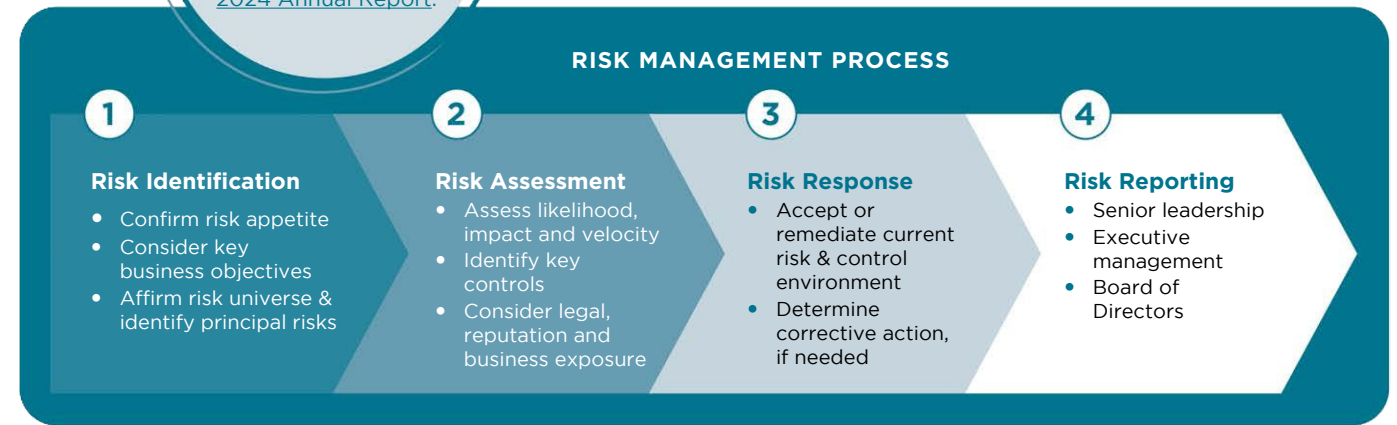 2024 Annual Report.
RISK MANAGEMENT PROCESS
1
Risk Identification
• Confirm risk appetite
• Consider key
business objectives
• Affirm risk universe &
identify principal risks
2
Risk Assessment
• Assess likelihood,
impact and velocity
• Identify key
controls
• Consider legal,
reputation and
business exposure
3
Risk Response
• Accept or
remediate current
risk & control
environment
• Determine
corrective action,
if needed
4
Risk Reporting
• Senior leadership
• Executive
management
• Board of
Directors